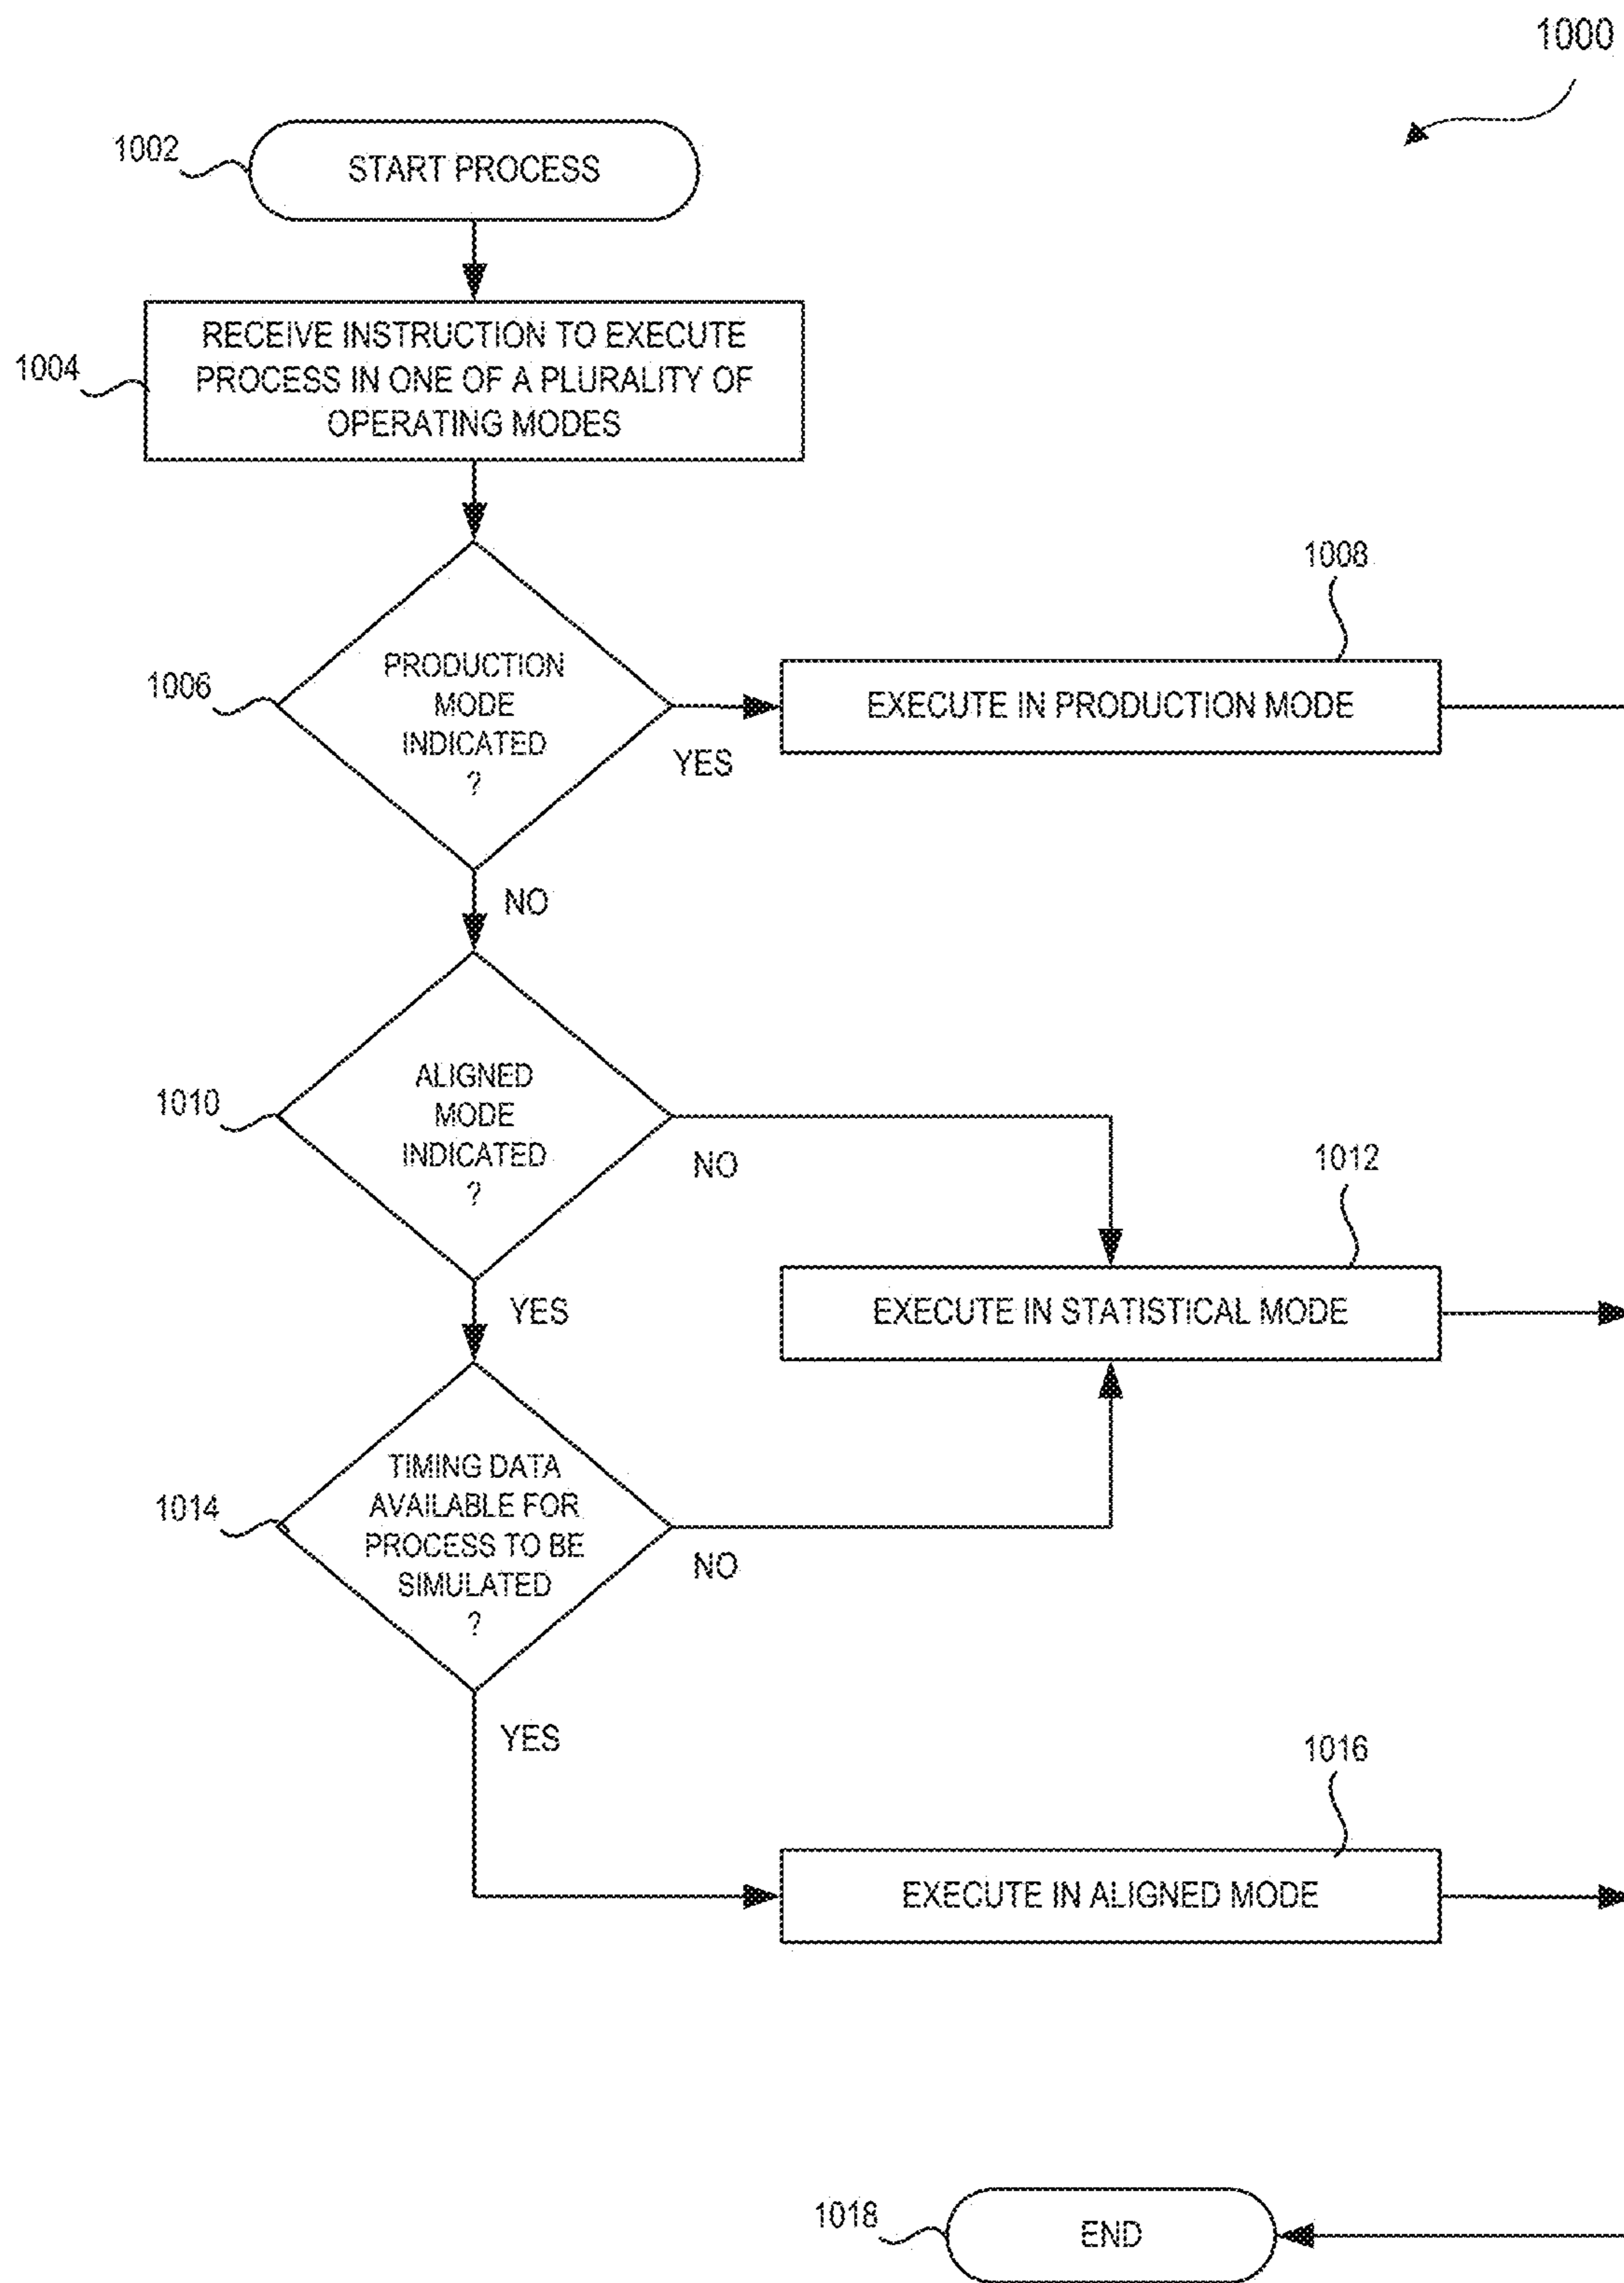 1000
1002
START PROCESS
1004
RECEIVE INSTRUCTION TO EXECUTE
PROCESS IN ONE OF A PLURALITY OF
OPERATING MODES
1006
PRODUCTION
MODE
INDICATED
?
YES
1008
EXECUTE IN PRODUCTION MODE
NO
1010
ALIGNED
MODE
INDICATED
?
NO
1012
EXECUTE IN STATISTICAL MODE
YES
1014
TIMING DATA
AVAILABLE FOR
PROCESS TO BE
SIMULATED
?
NO
YES
1016
EXECUTE IN ALIGNED MODE
1018
END